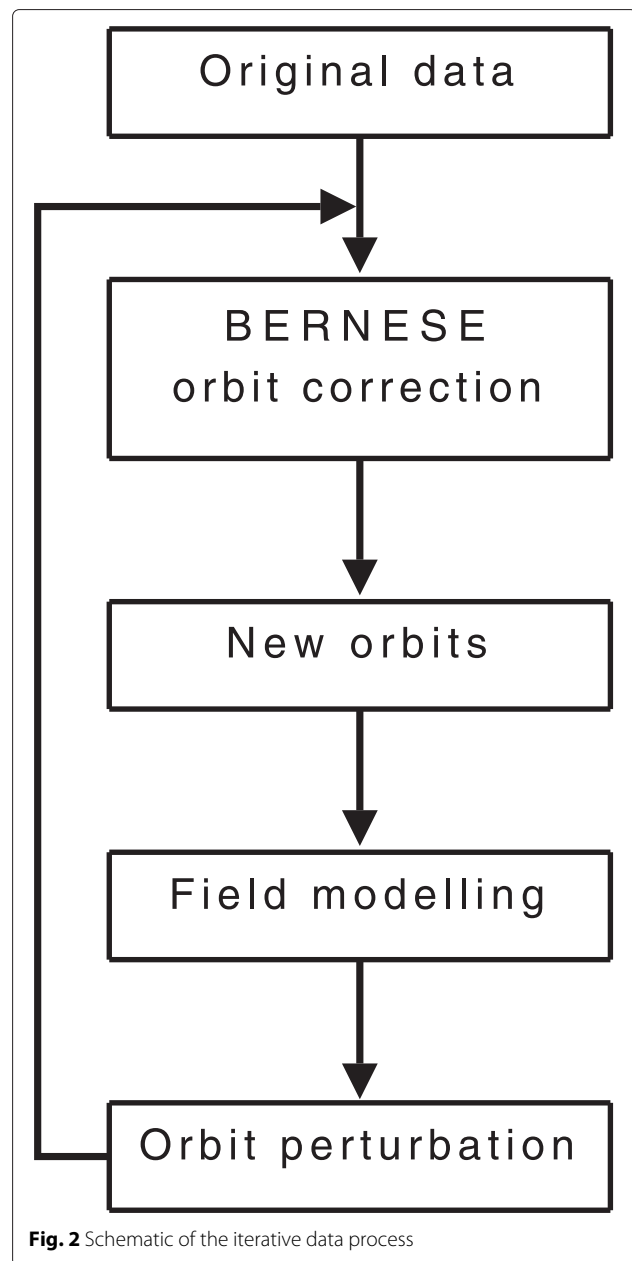 Original data
BERNESE
orbit correction
New orbits
Field modelling
Orbit perturbation
Fig. 2 Schematic of the iterative data process